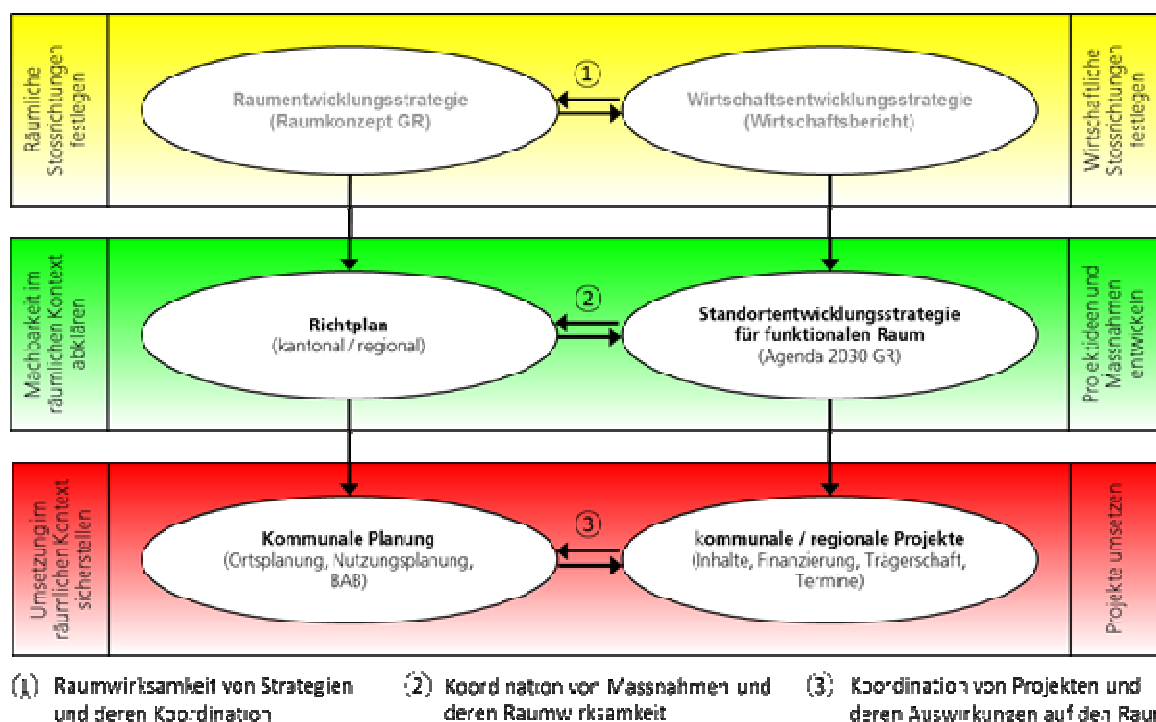 Räumliche
Stossrichtungen
festlegen
Raumentwicklungsstrategie
(Raumkonzept GR)
①
Wirtschaftsentwicklungsstrategie
(Wirtschaftsbericht)
Wirtschaftliche
Stossrichtungen
festlegen
Machbarkeit im
räumlichen Kontext
abklären
Richtplan
(kantonal / regional)
②
Standortentwicklungsstrategie
für funktionalen Raum
(Agenda 2030 GR)
Projektideen und
Massnahmen
entwickeln
Umsetzung im
räumlichen Kontext
sicherstellen
Kommunale Planung
(Ortsplanung, Nutzungsplanung,
BAB)
③
kommunale / regionale Projekte
(Inhalte, Finanzierung, Trägerschaft,
Termine)
Projekte umsetzen
① Raumwirksamkeit von Strategien
und deren Koordination
② Koordination von Massnahmen und
deren Raumwirksamkeit
③ Koordination von Projekten und
deren Auswirkungen auf den Raum